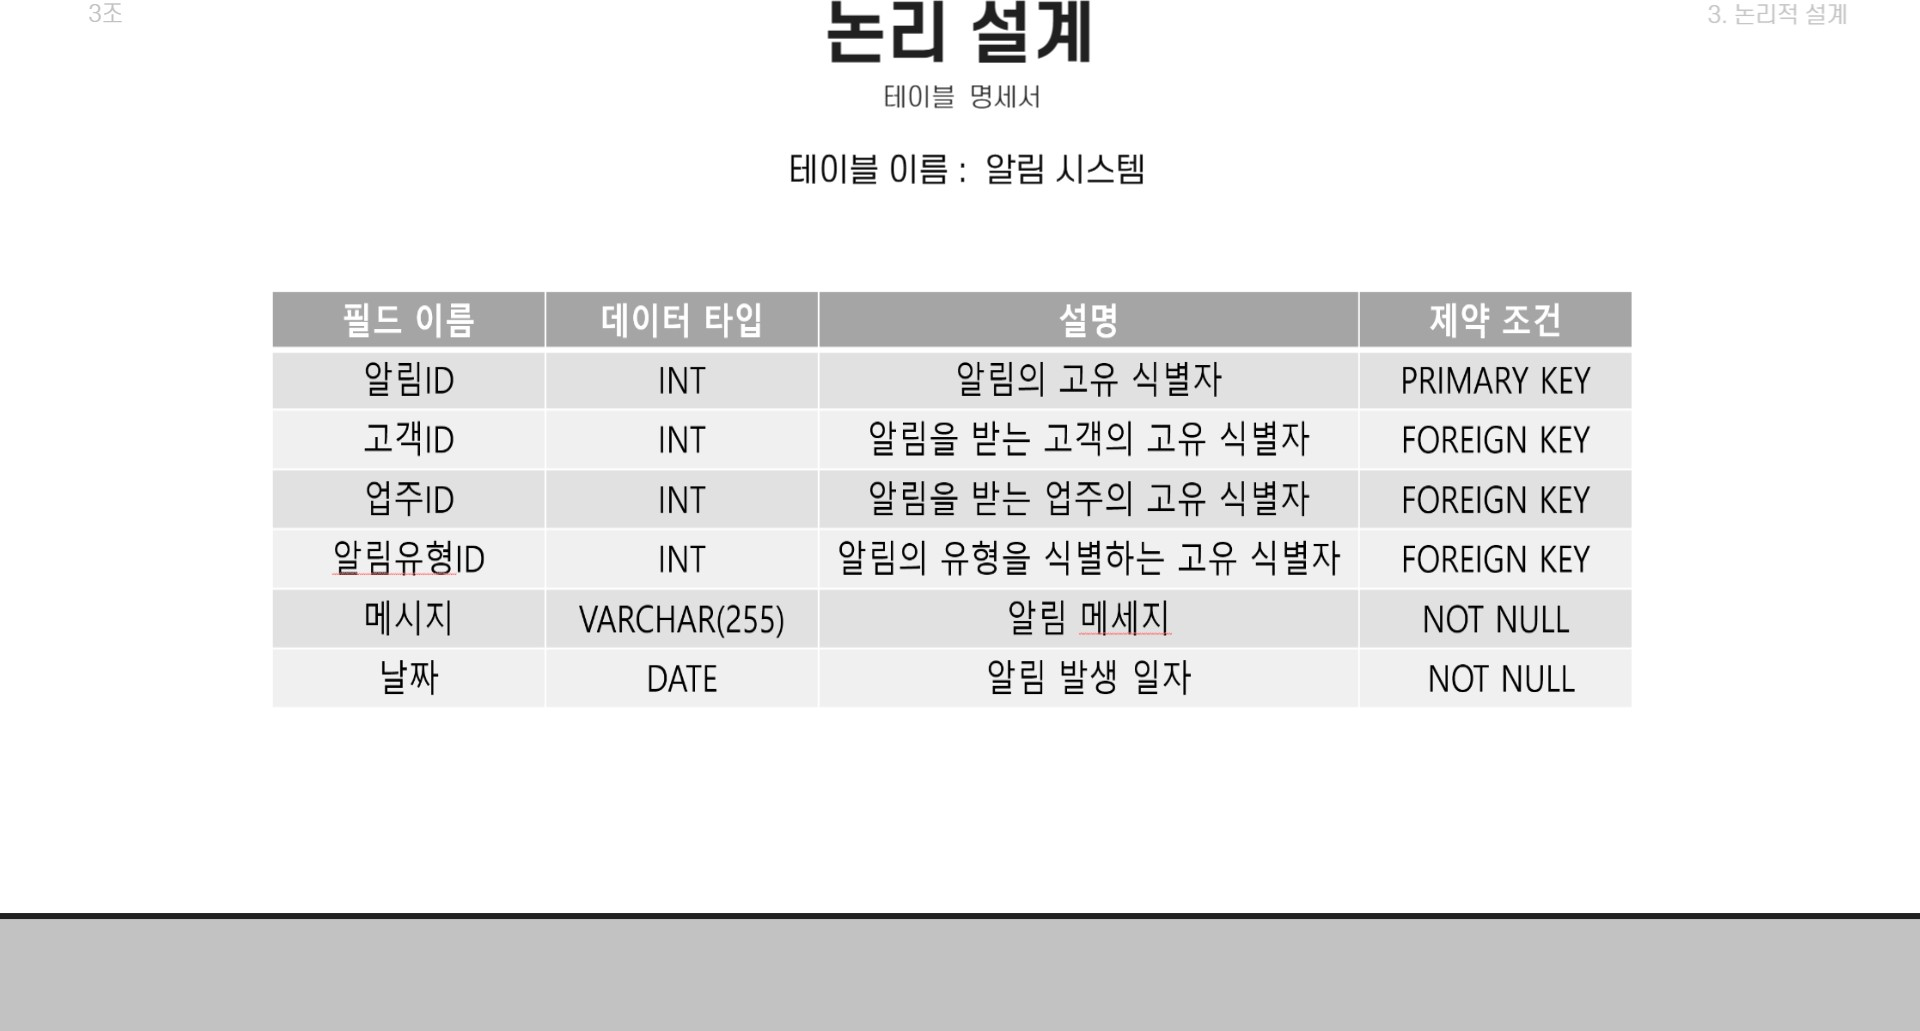 3조
3. 논리적 설계
논리 설계
테이블 명세서
테이블 이름 : 알림 시스템
필드 이름 데이터 타입 설명 제약 조건
알림ID INT 알림의 고유 식별자 PRIMARY KEY
고객ID INT 알림을 받는 고객의 고유 식별자 FOREIGN KEY
업주ID INT 알림을 받는 업주의 고유 식별자 FOREIGN KEY
알림유형ID INT 알림의 유형을 식별하는 고유 식별자 FOREIGN KEY
메시지 VARCHAR(255) 알림 메세지 NOT NULL
날짜 DATE 알림 발생 일자 NOT NULL